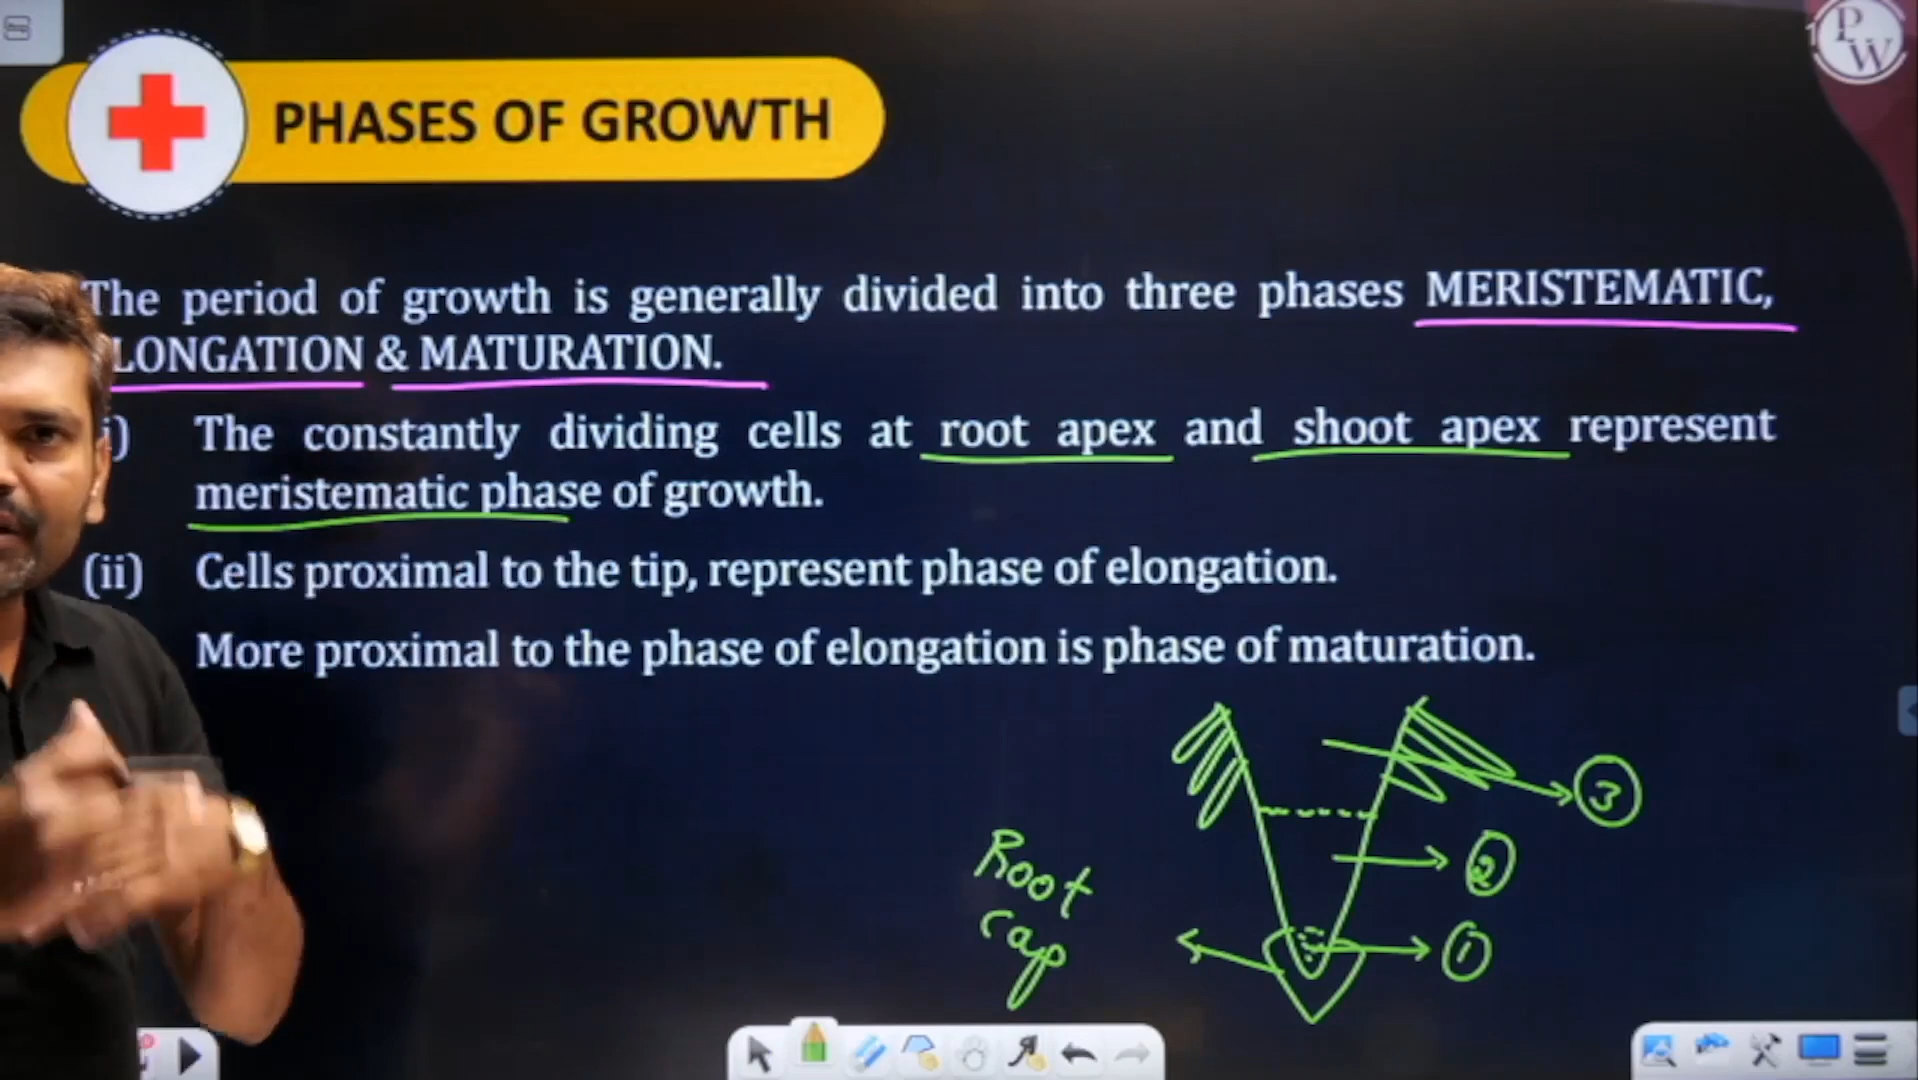 PW
PHASES OF GROWTH
The period of growth is generally divided into three phases MERISTEMATIC,
LONGATION & MATURATION.
i) The constantly dividing cells at root apex and shoot apex represent
meristematic phase of growth.
(ii) Cells proximal to the tip, represent phase of elongation.
More proximal to the phase of elongation is phase of maturation.
3
2
Root
cap
1